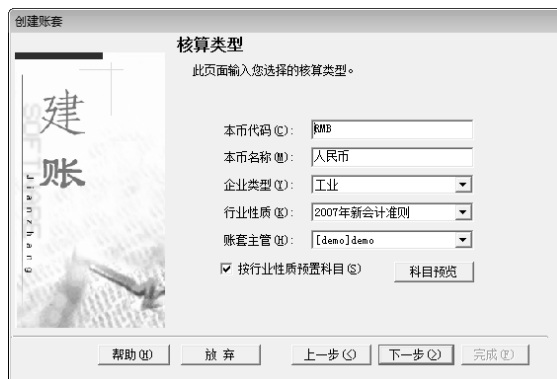 创建账套
核算类型
此页面输入您选择的核算类型。
建
账
Jianzhang
SOFT
本币代码(C): RMB
本币名称(M): 人民币
企业类型(Y): 工业
行业性质(K): 2007年新会计准则
账套主管(H): [demo]demo
按行业性质预置科目(S) 科目预览
帮助(H) 放弃 上一步(<) 下一步(>) 完成(F)